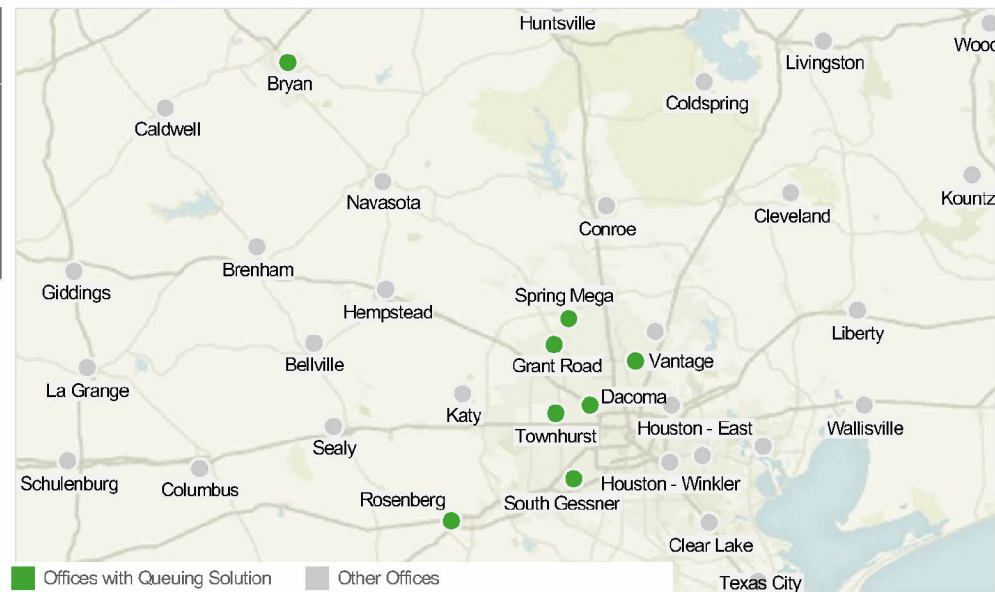 Huntsville
Livingston
Bryan
Coldspring
Caldwell
Navasota
Cleveland
Conroe
Brenham
Giddings
Spring Mega
Hempstead
Liberty
Grant Road
Vantage
Bellville
La Grange
Dacoma
Katy
Houston - East
Wallisville
Townhurst
Sealy
Schulenburg
Columbus
Houston - Winkler
Rosenberg
South Gessner
Clear Lake
Offices with Queuing Solution
Other Offices
Texas City